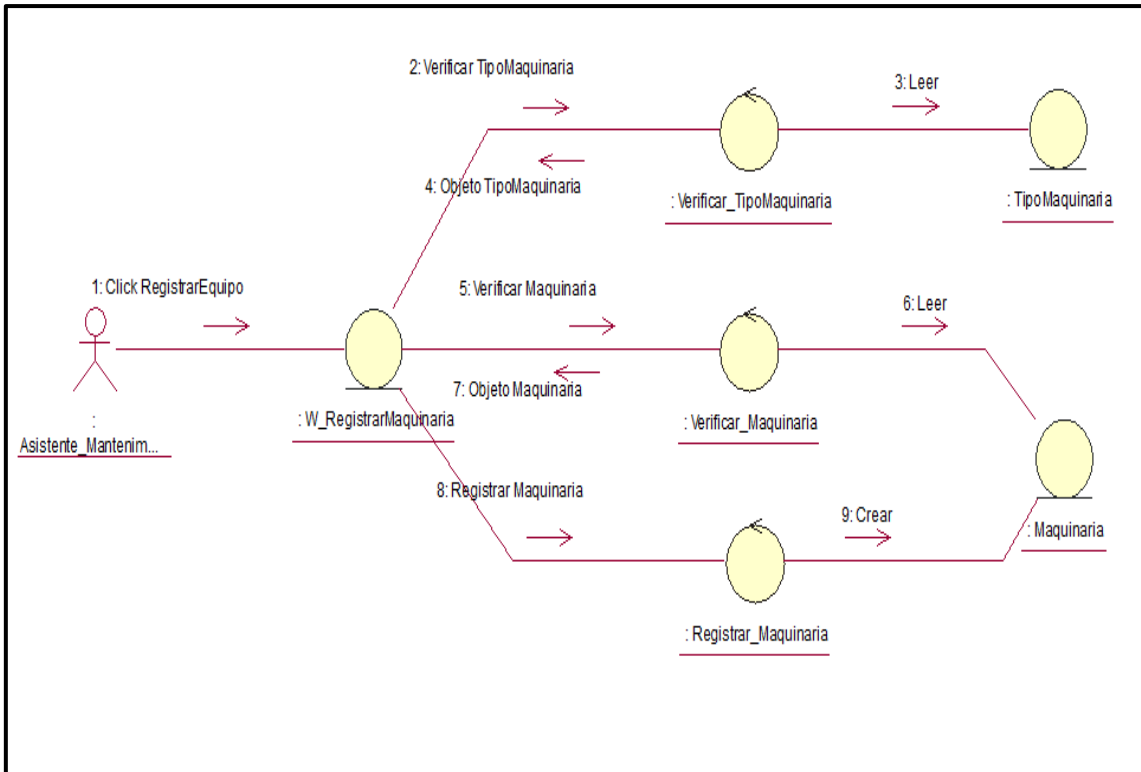 2: Verificar TipoMaquinaria
3: Leer
4: Objeto TipoMaquinaria
: Verificar_TipoMaquinaria
: TipoMaquinaria
1: Click RegistrarEquipo
5: Verificar Maquinaria
6: Leer
7: Objeto Maquinaria
: W_RegistrarMaquinaria
: Verificar_Maquinaria
:
Asistente_Mantenim...
8: Registrar Maquinaria
9: Crear
: Maquinaria
: Registrar_Maquinaria